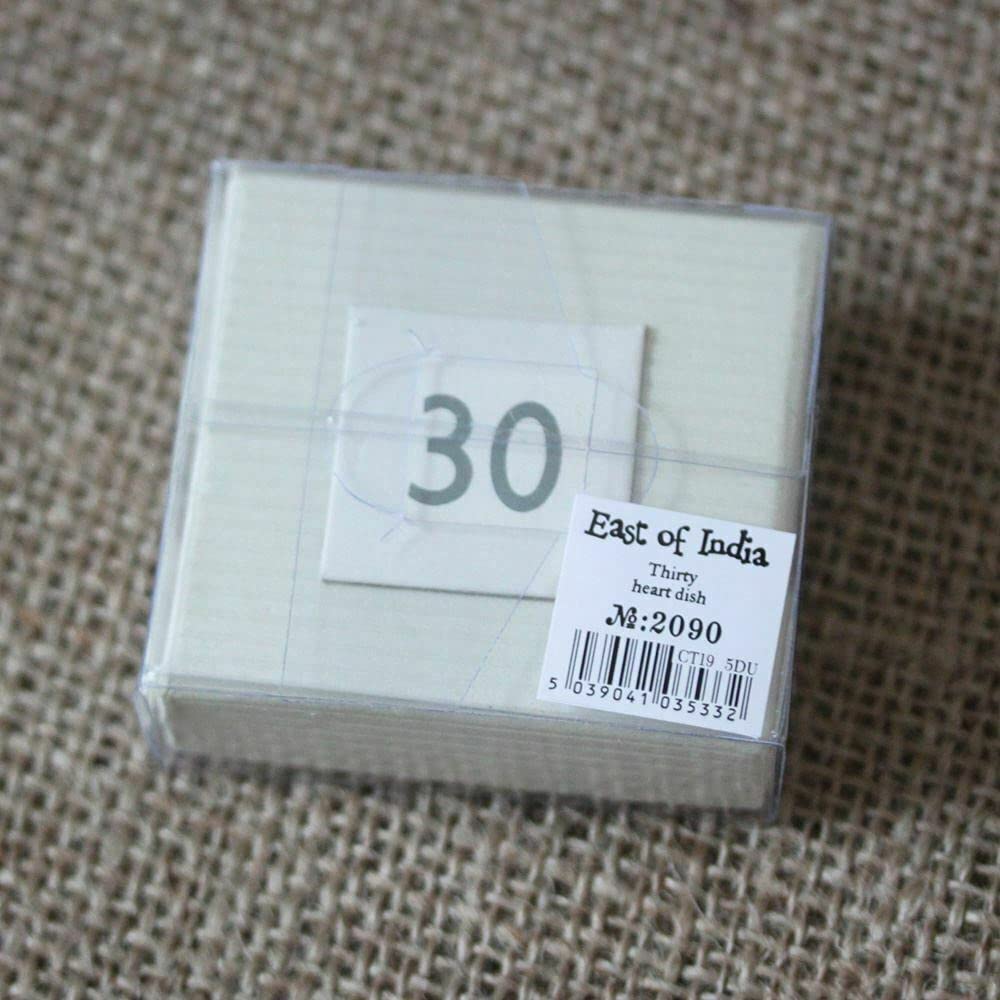 30
East of India
Thirty
heart dish
№:2090
CT19 5DU
5 039041 035332